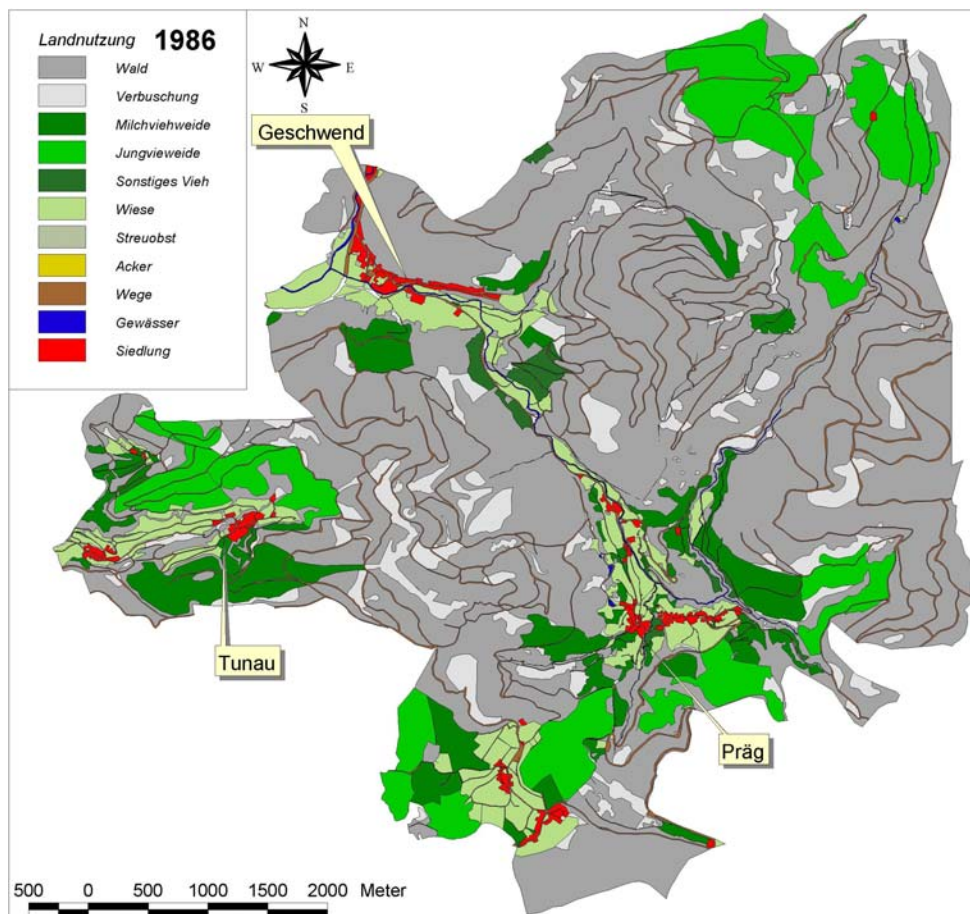 Landnutzung 1986
Wald
Verbuschung
Milchviehweide
Jungvieweide
Sonstiges Vieh
Wiese
Streuobst
Acker
Wege
Gewässer
Siedlung
N
W E
S
Geschwend
Tunau
Präg
500 0 500 1000 1500 2000 Meter